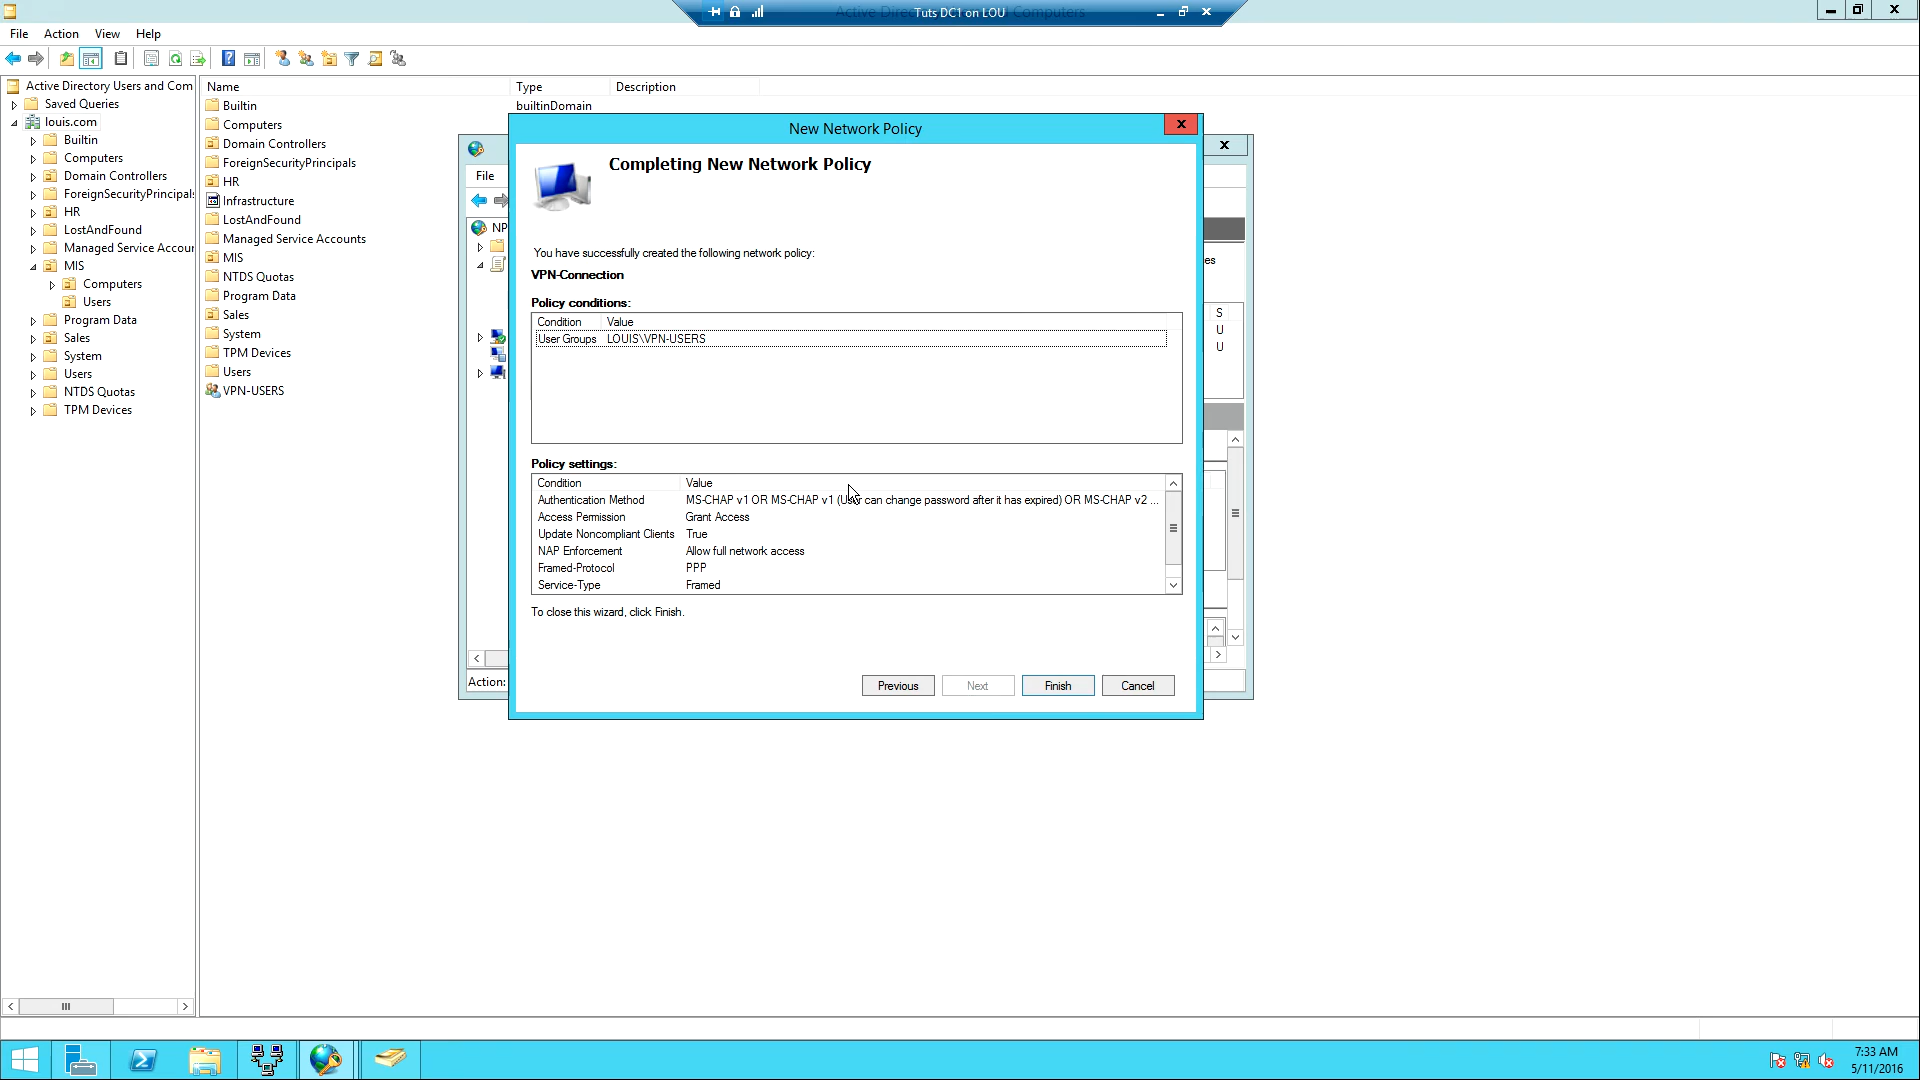 Tuts DC1 on LOU
File Action View Help
Active Directory Users and Com
Saved Queries
louis.com
Builtin
Computers
Domain Controllers
ForeignSecurityPrincipals
HR
LostAndFound
Managed Service Accour
MIS
Computers
Users
Program Data
Sales
System
Users
NTDS Quotas
TPM Devices
Name Type Description
Builtin builtinDomain
Computers
Domain Controllers
ForeignSecurityPrincipals
HR
Infrastructure
LostAndFound
Managed Service Accounts
MIS
NTDS Quotas
Program Data
Sales
System
TPM Devices
Users
VPN-USERS
File
NP
Action:
es
S
U
U
New Network Policy
Completing New Network Policy
You have successfully created the following network policy:
VPN-Connection
Policy conditions:
Condition Value
User Groups LOUIS\VPN-USERS
Policy settings:
Condition Value
Authentication Method MS-CHAP v1 OR MS-CHAP v1 (User can change password after it has expired) OR MS-CHAP v2 ...
Access Permission Grant Access
Update Noncompliant Clients True
NAP Enforcement Allow full network access
Framed-Protocol PPP
Service-Type Framed
To close this wizard, click Finish.
Previous Next Finish Cancel
7:33 AM
5/11/2016